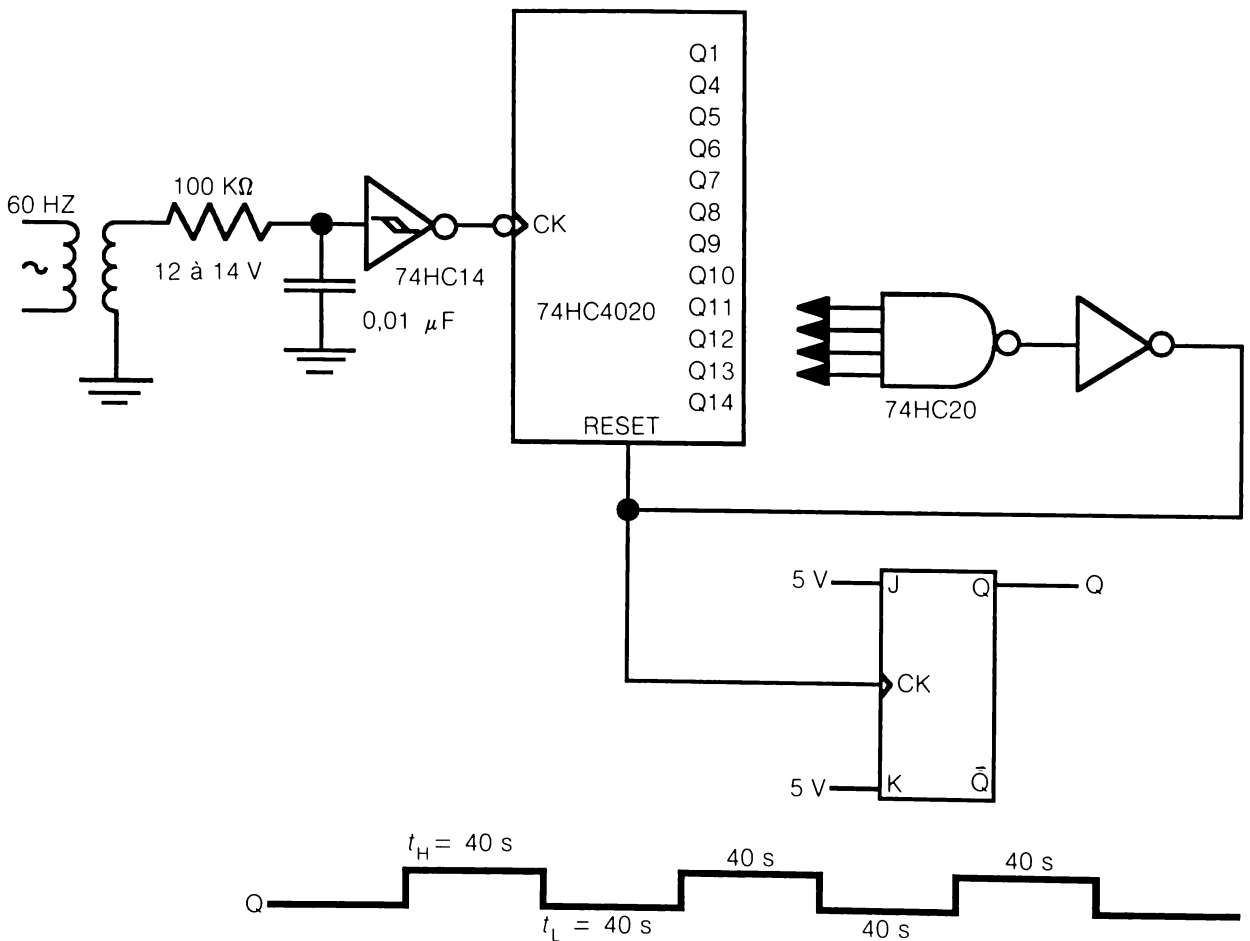 Q1
Q4
Q5
Q6
Q7
Q8
Q9
Q10
Q11
Q12
Q13
Q14
60 HZ
100 KΩ
12 à 14 V
0,01 μF
74HC14
CK
74HC4020
RESET
74HC20
5 V
J
Q
Q
CK
5 V
K
Q̄
Q
t_H = 40 s
t_L = 40 s
40 s
40 s
40 s